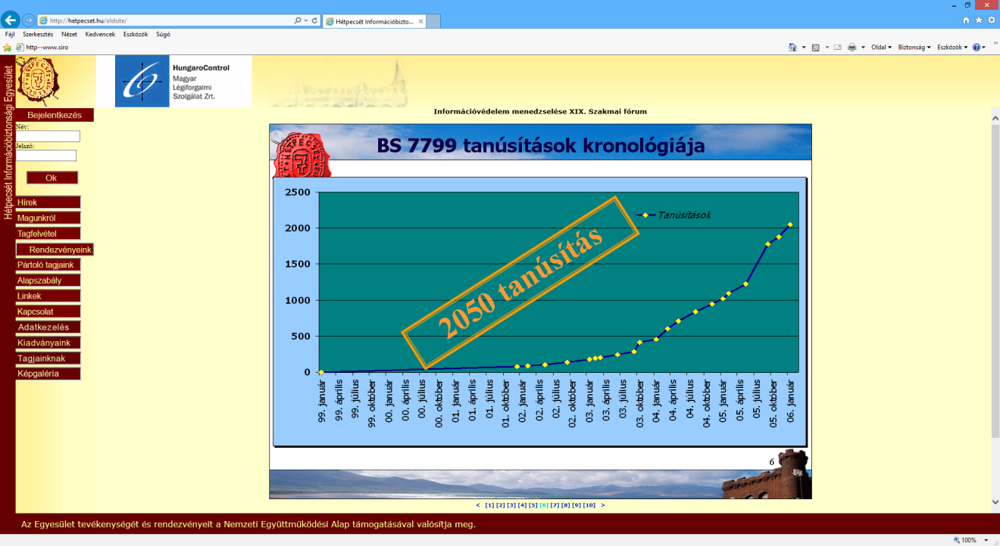 http://hetpecset.hu/oldsite/
Hétpecsét Információbizto...
Fájl Szerkesztés Nézet Kedvencek Eszközök Súgó
http--www.siro
Oldal Biztonság Eszközök
Hétpecsét Információbiztonsági Egyesület
HungaroControl
Magyar
Légiforgalmi
Szolgálat Zrt.
Bejelentkezés
Név:
Jelszó:
Ok
Hírek
Magunkról
Tagfelvétel
Rendezvényeink
Pártoló tagjaink
Alapszabály
Linkek
Kapcsolat
Adatkezelés
Kiadványaink
Tagjainknak
Képgaléria
Információvédelem menedzselése XIX. Szakmai fórum
BS 7799 tanúsítások kronológiája
2500
2000
1500
1000
500
0
Tanúsítások
2050 tanúsítás
99. január
99. április
99. július
99. október
00. január
00. április
00. július
00. október
01. január
01. április
01. július
01. október
02. január
02. április
02. július
02. október
03. január
03. április
03. július
03. október
04. január
04. április
04. július
04. október
05. január
05. április
05. július
05. október
06. január
6
< [1] [2] [3] [4] [5] [6] [7] [8] [9] [10] >
Az Egyesület tevékenységét és rendezvényeit a Nemzeti Együttműködési Alap támogatásával valósítja meg.
100%